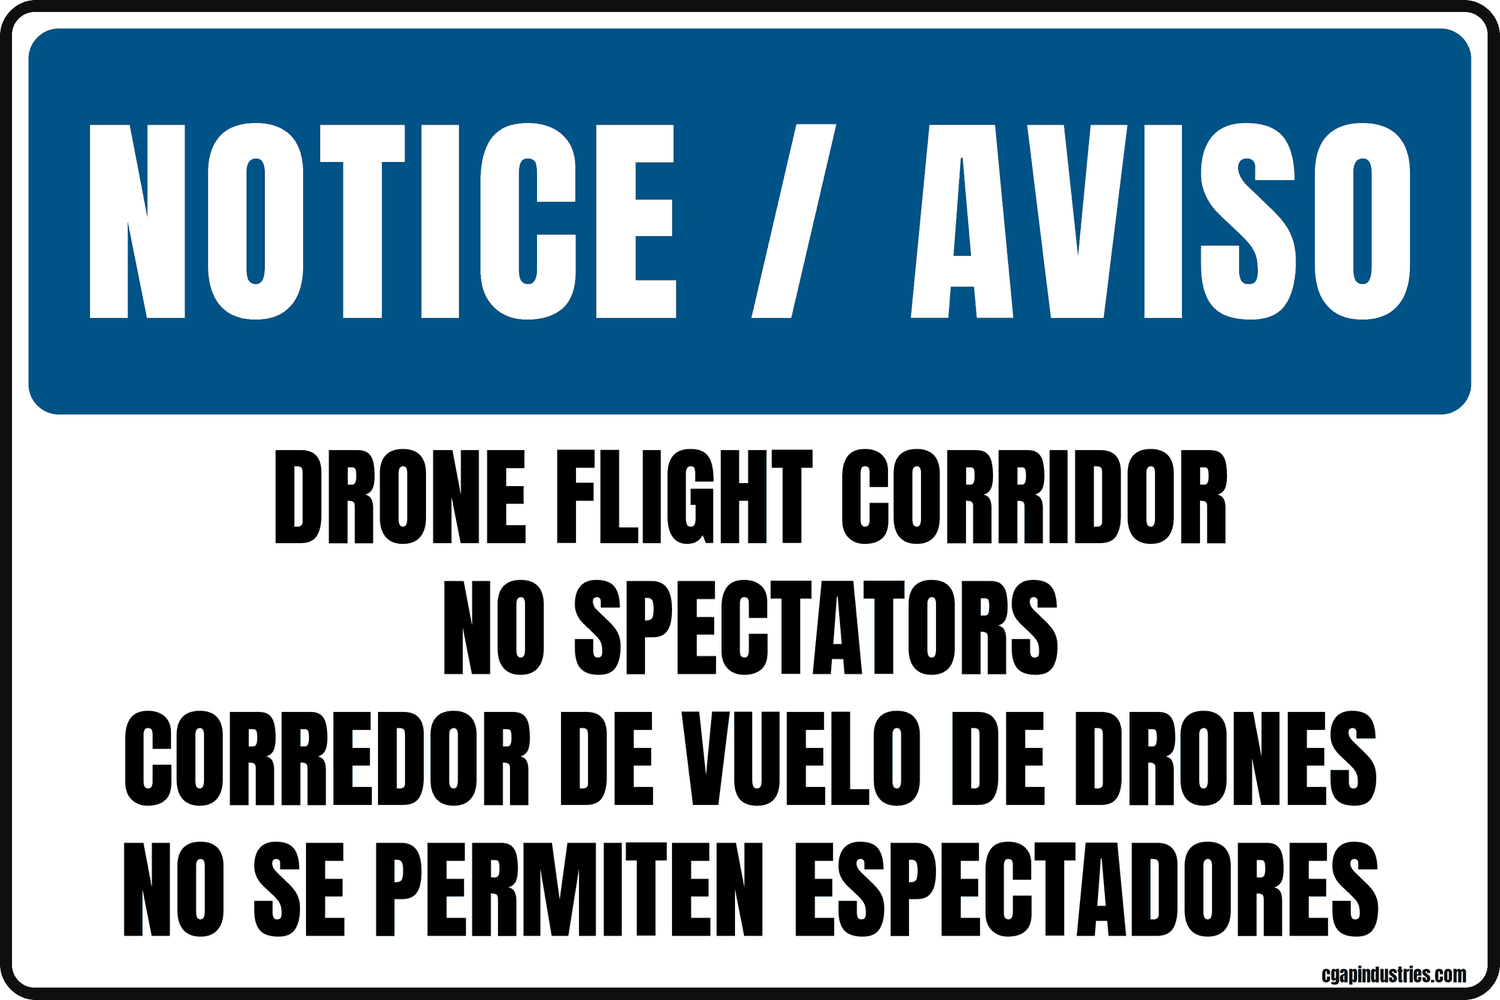 NOTICE / AVISO
DRONE FLIGHT CORRIDOR
NO SPECTATORS
CORREDOR DE VUELO DE DRONES
NO SE PERMITEN ESPECTADORES
cgapindustries.com